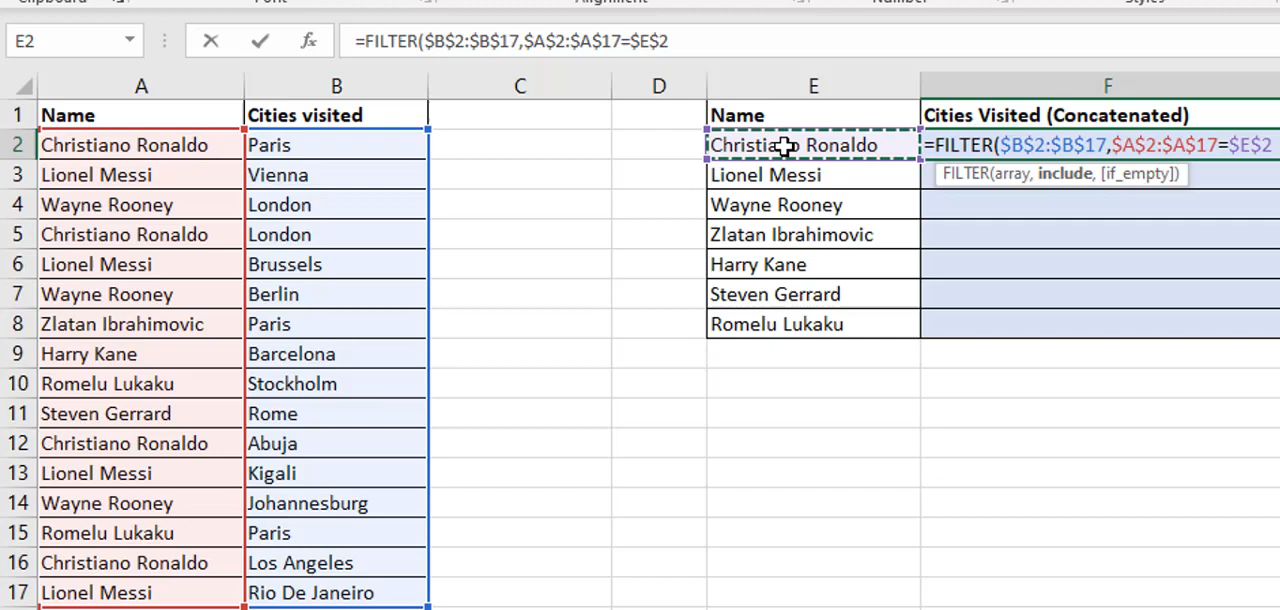 Clipboard Font Alignment Number Styles
E2 fx =FILTER($B$2:$B$17,$A$2:$A$17=$E$2
A B C D E F
1 Name Cities visited Name Cities Visited (Concatenated)
2 Christiano Ronaldo Paris Christiano Ronaldo =FILTER($B$2:$B$17,$A$2:$A$17=$E$2
3 Lionel Messi Vienna Lionel Messi FILTER(array, include, [if_empty])
4 Wayne Rooney London Wayne Rooney
5 Christiano Ronaldo London Zlatan Ibrahimovic
6 Lionel Messi Brussels Harry Kane
7 Wayne Rooney Berlin Steven Gerrard
8 Zlatan Ibrahimovic Paris Romelu Lukaku
9 Harry Kane Barcelona
10 Romelu Lukaku Stockholm
11 Steven Gerrard Rome
12 Christiano Ronaldo Abuja
13 Lionel Messi Kigali
14 Wayne Rooney Johannesburg
15 Romelu Lukaku Paris
16 Christiano Ronaldo Los Angeles
17 Lionel Messi Rio De Janeiro